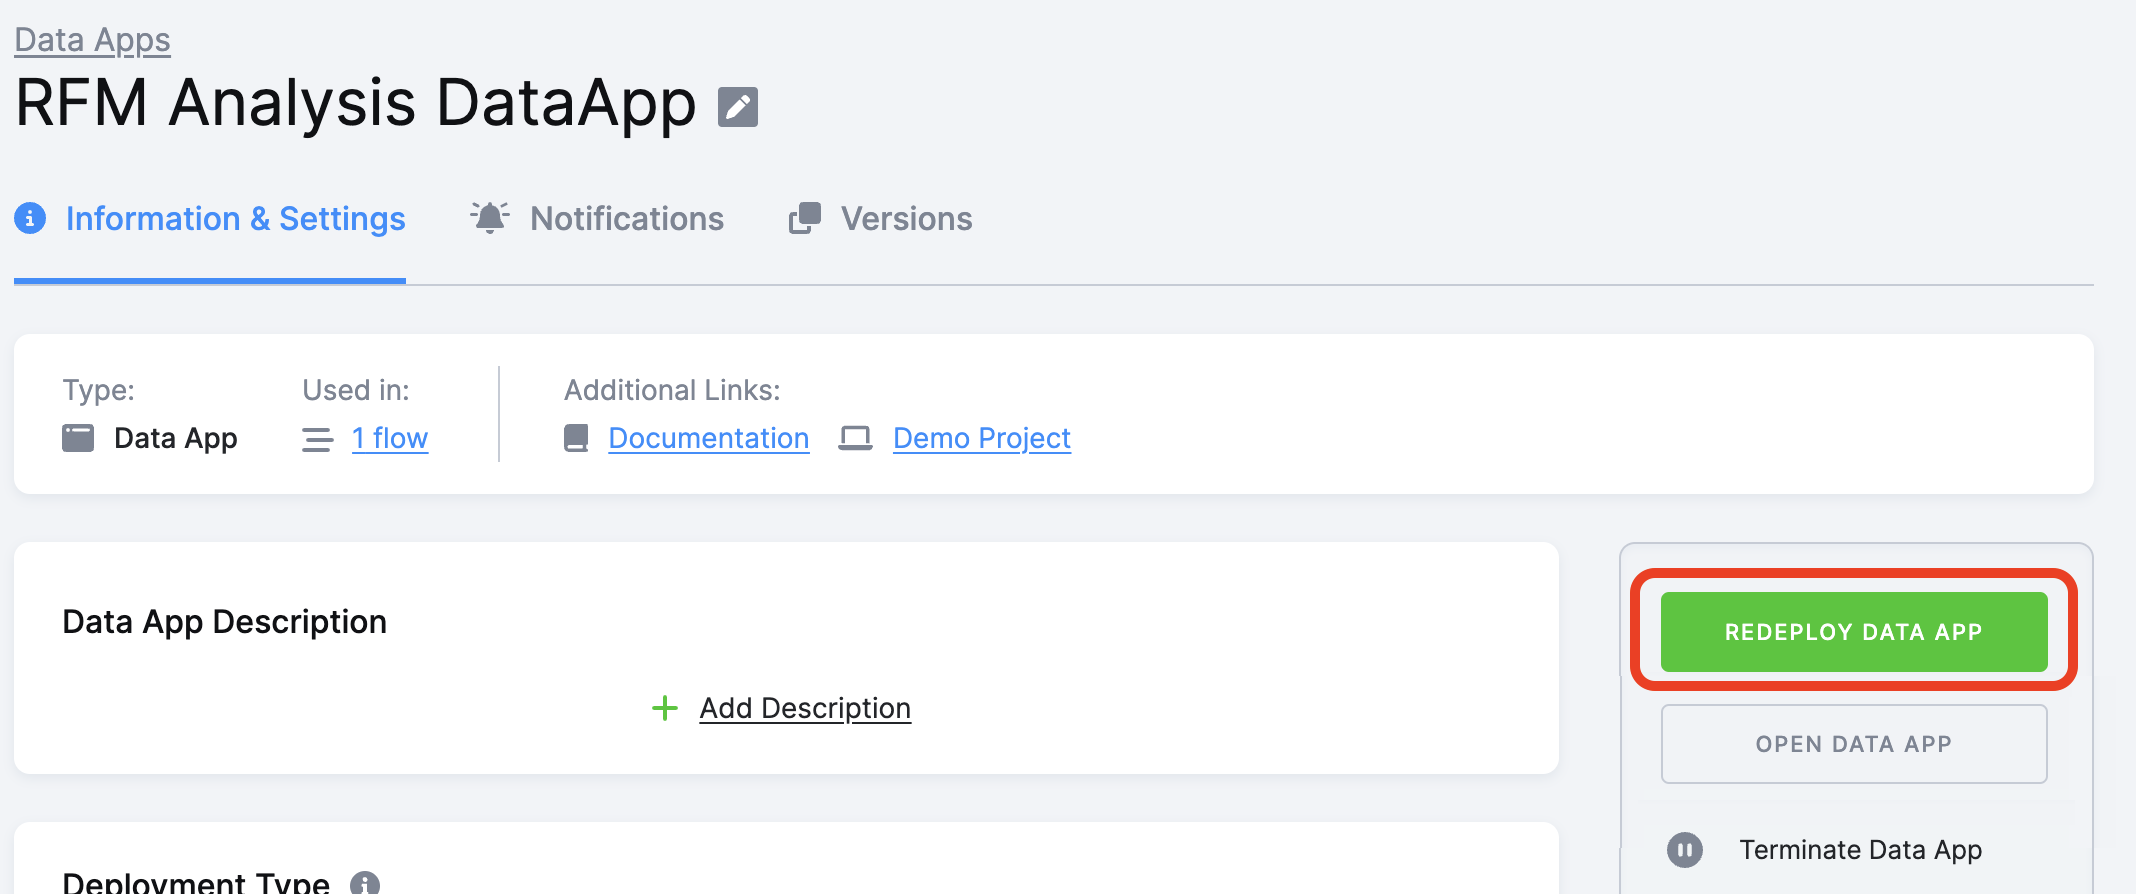 Data Apps
RFM Analysis DataApp
Information & Settings Notifications Versions
Type: Used in: Additional Links:
Data App 1 flow Documentation Demo Project
Data App Description
Add Description
REDEPLOY DATA APP
OPEN DATA APP
Terminate Data App
Deployment Type